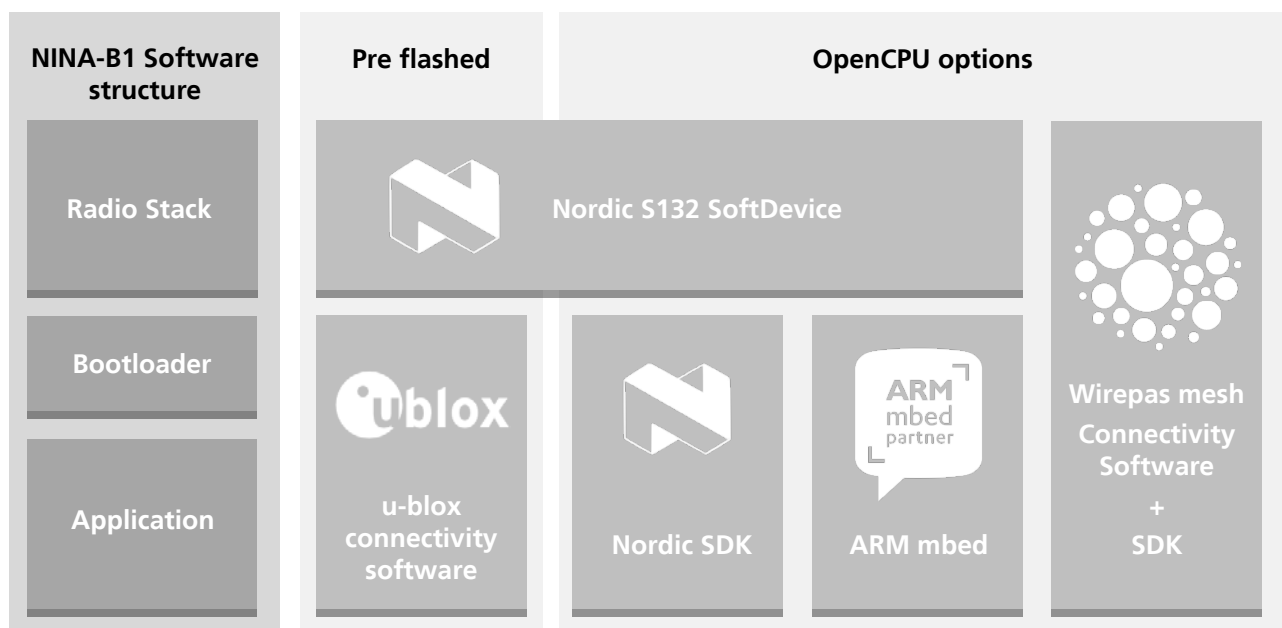 NINA-B1 Software
structure
Pre flashed
OpenCPU options
Radio Stack
Nordic S132 SoftDevice
Bootloader
Application
ublox
u-blox
connectivity
software
Nordic SDK
ARM
mbed
partner
ARM mbed
Wirepas mesh
Connectivity
Software
+
SDK